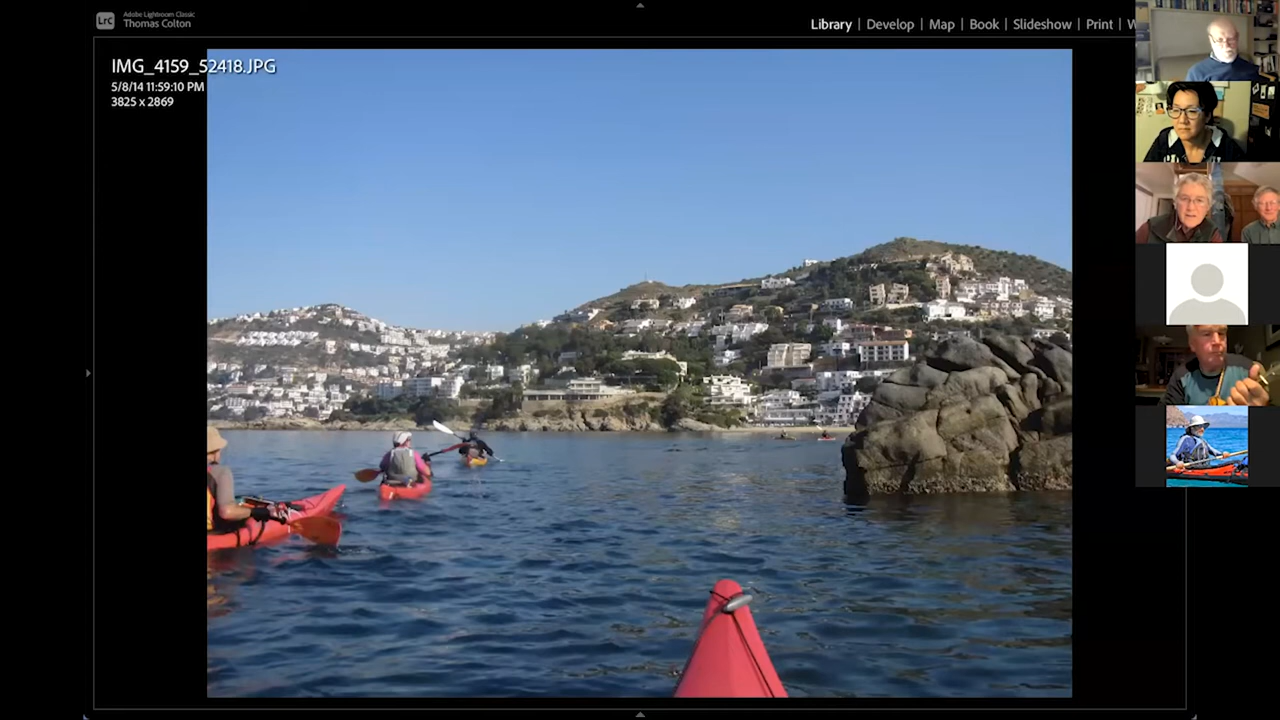 LrC
Adobe Lightroom Classic
Thomas Colton
Library | Develop | Map | Book | Slideshow | Print | W
IMG_4159_52418.JPG
5/8/14 11:59:10 PM
3825 x 2869